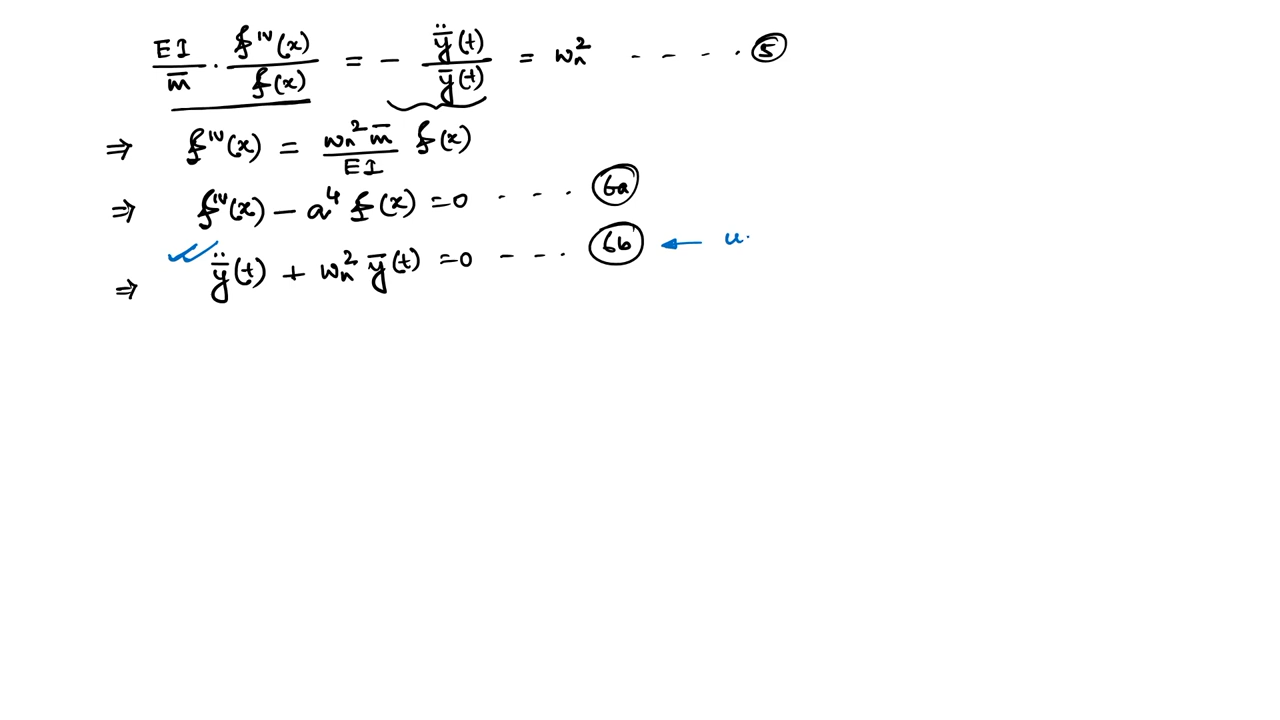 EI/m̅ · f^IV(x)/f(x) = − ÿ̅(t)/y̅(t) = ωn² - - - - ⑤
⇒ f^IV(x) = ωn² m̅/EI f(x)
⇒ f^IV(x) − a⁴ f(x) = 0 - - - 6a
⇒ ÿ̅(t) + ωn² y̅(t) = 0 - - - 6b ← u.